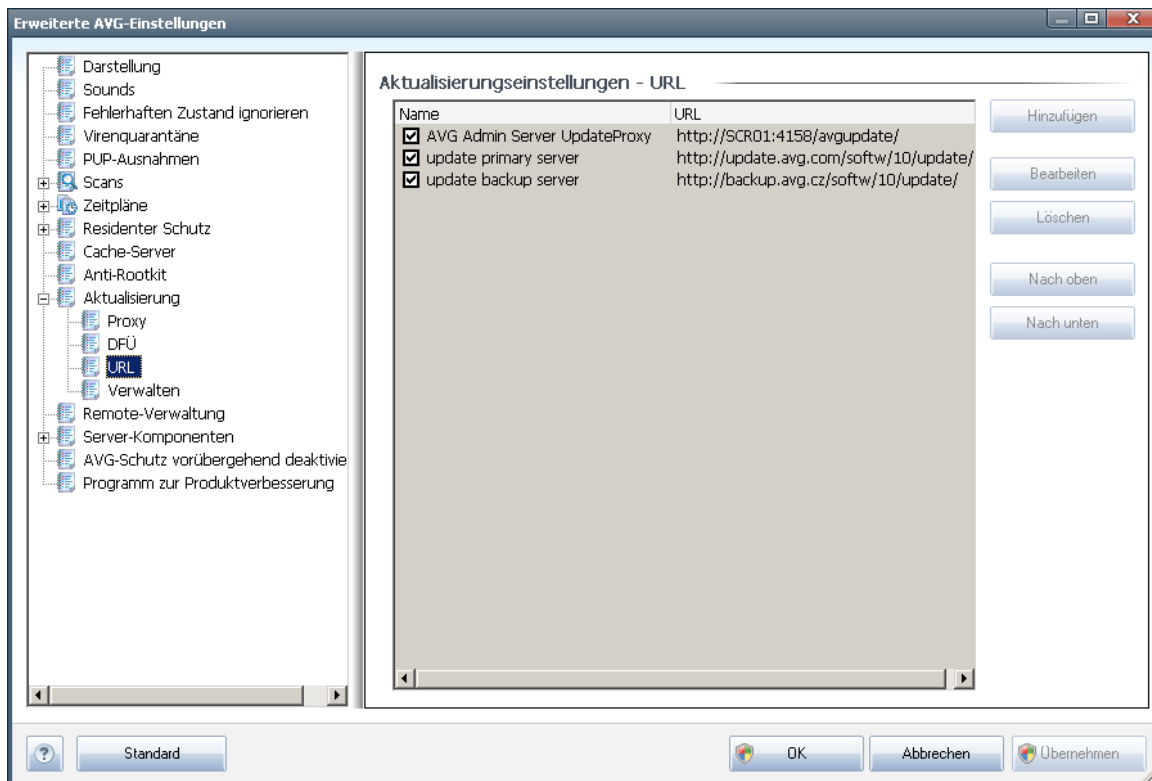 Erweiterte AVG-Einstellungen
Darstellung
Sounds
Fehlerhaften Zustand ignorieren
Virenquarantäne
PUP-Ausnahmen
Scans
Zeitpläne
Residenter Schutz
Cache-Server
Anti-Rootkit
Aktualisierung
Proxy
DFÜ
URL
Verwalten
Remote-Verwaltung
Server-Komponenten
AVG-Schutz vorübergehend deaktivie
Programm zur Produktverbesserung
Aktualisierungseinstellungen - URL
Name URL
AVG Admin Server UpdateProxy http://SCR01:4158/avgupdate/
update primary server http://update.avg.com/softw/10/update/
update backup server http://backup.avg.cz/softw/10/update/
Hinzufügen
Bearbeiten
Löschen
Nach oben
Nach unten
? Standard OK Abbrechen Übernehmen